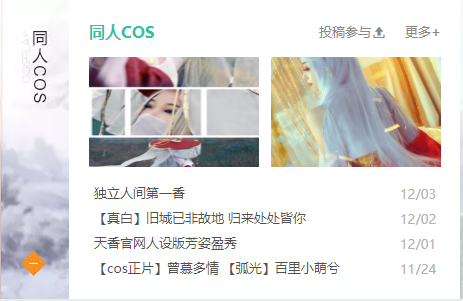 同人COS
同人COS
投稿参与
更多+
独立人间第一香 12/03
【真白】旧城已非故地 归来处处皆你 12/02
天香官网人设版芳姿盈秀 12/01
【cos正片】曾慕多情 【弧光】百里小萌兮 11/24